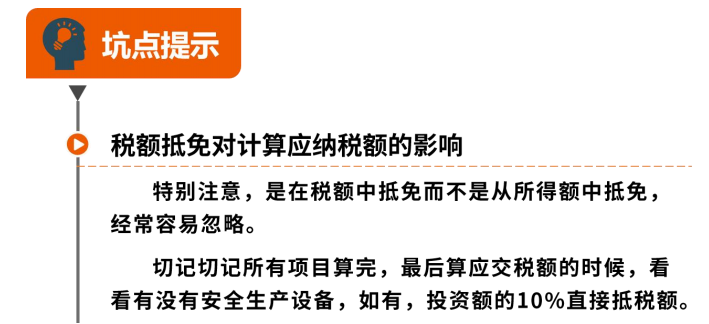 坑点提示
税额抵免对计算应纳税额的影响
特别注意，是在税额中抵免而不是从所得额中抵免，
经常容易忽略。
切记切记所有项目算完，最后算应交税额的时候，看
看有没有安全生产设备，如有，投资额的10%直接抵税额。